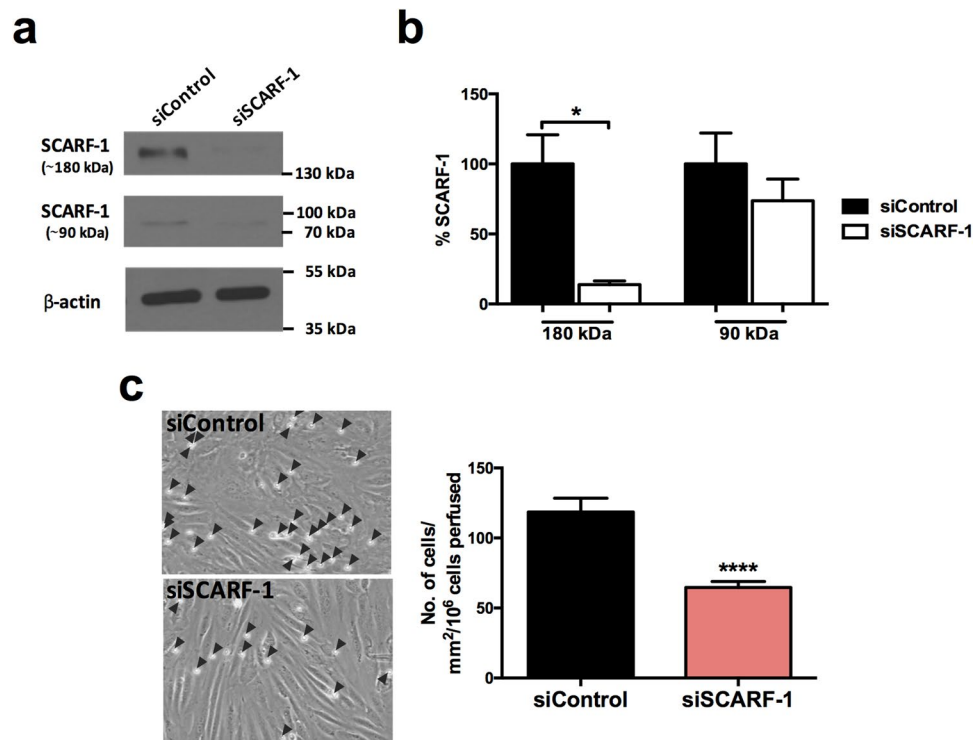 a
siControl
siSCARF-1
SCARF-1
(~180 kDa)
130 kDa
SCARF-1
(~90 kDa)
100 kDa
70 kDa
55 kDa
β-actin
35 kDa
b
150
100
50
0
% SCARF-1
*
180 kDa
90 kDa
siControl
siSCARF-1
c
siControl
siSCARF-1
150
100
50
0
No. of cells/
mm²/10⁶ cells perfused
****
siControl
siSCARF-1